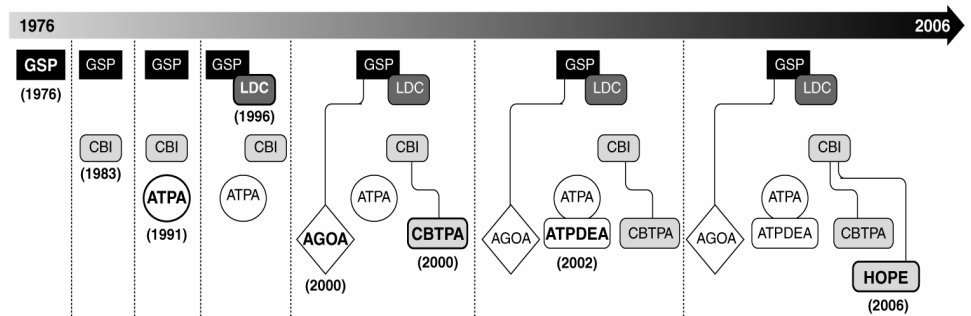 1976 2006
GSP
(1976)
GSP
CBI
(1983)
GSP
CBI
ATPA
(1991)
GSP
LDC
(1996)
CBI
ATPA
GSP
LDC
CBI
ATPA
AGOA
(2000)
CBTPA
(2000)
GSP
LDC
CBI
ATPA
AGOA
ATPDEA
(2002)
CBTPA
GSP
LDC
CBI
ATPA
AGOA
ATPDEA
CBTPA
HOPE
(2006)